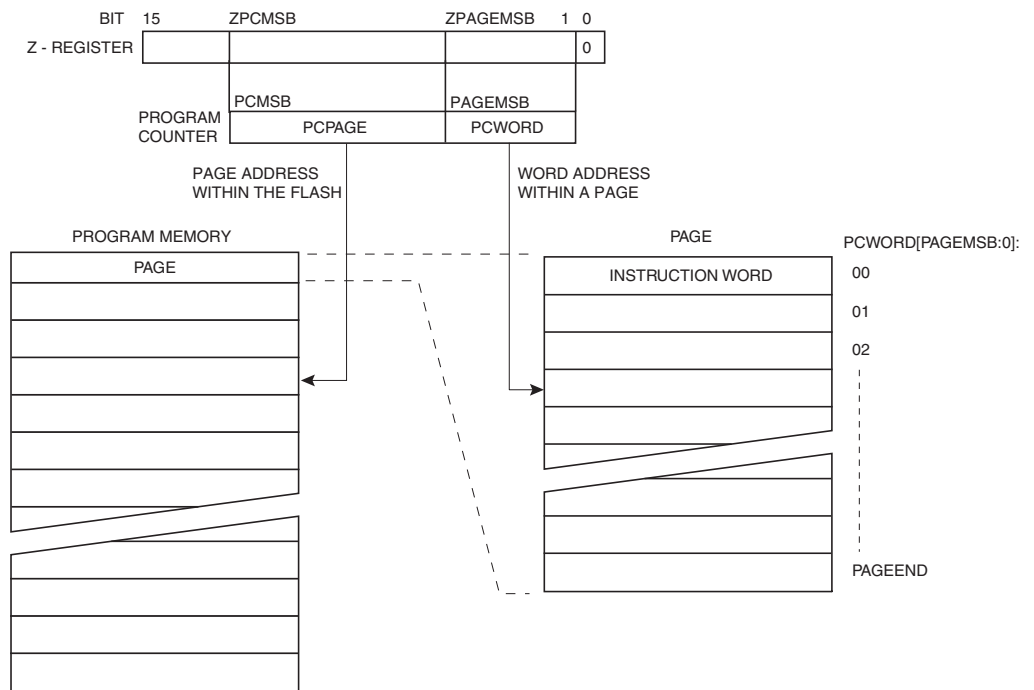 BIT 15 ZPCMSB ZPAGEMSB 1 0
Z - REGISTER 0
PCMSB PAGEMSB
PROGRAM
COUNTER
PCPAGE PCWORD
PAGE ADDRESS
WITHIN THE FLASH
WORD ADDRESS
WITHIN A PAGE
PROGRAM MEMORY
PAGE
PAGE
INSTRUCTION WORD
PCWORD[PAGEMSB:0]:
00
01
02
PAGEEND